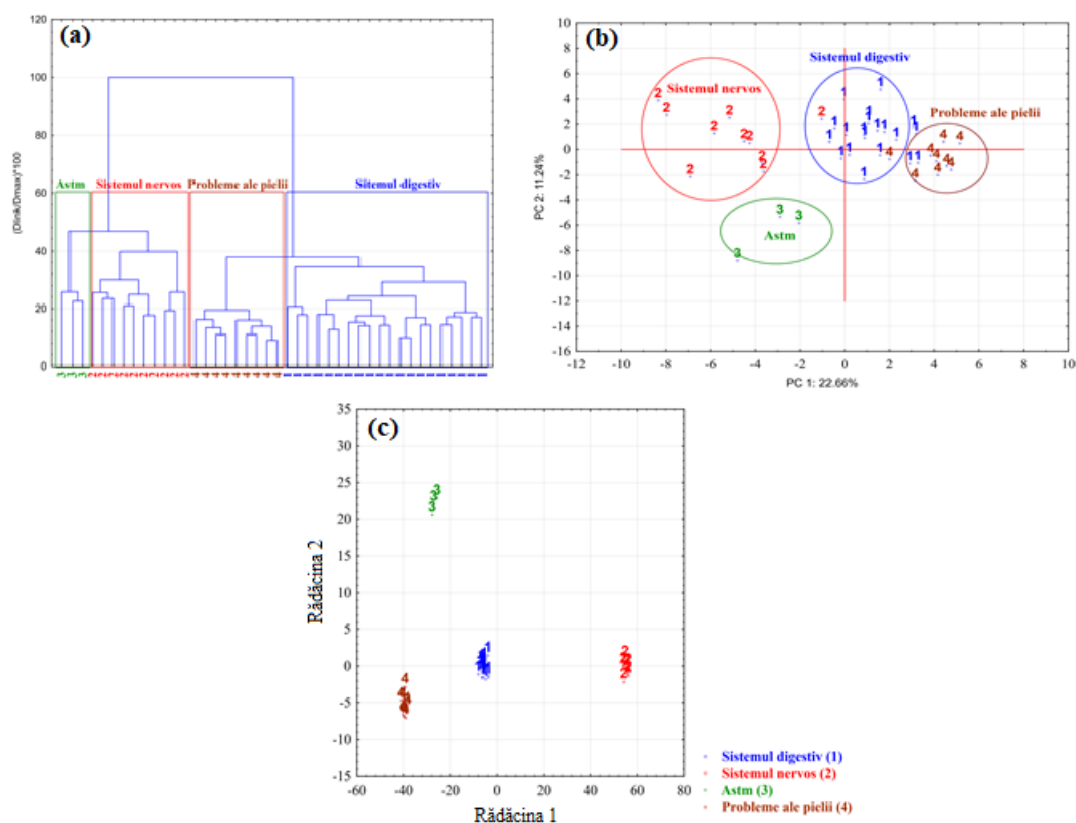 (a)
120
100
80
60
40
20
0
(Dlink/Dmax)*100
Astm Sistemul nervos Probleme ale pielii Sitemul digestiv
(b)
10
8
6
4
2
0
-2
-4
-6
-8
-10
-12
-14
-16
PC 2: 11.24%
Sistemul digestiv
Sistemul nervos
Probleme ale pielii
Astm
-10 -8 -6 -4 -2 0 2 4 6 8 10
PC 1: 22.66%
(c)
35
30
25
20
15
10
5
0
-5
-10
-15
Rădăcina 2
-60 -40 -20 0 20 40 60 80
Rădăcina 1
Sistemul digestiv (1)
Sistemul nervos (2)
Astm (3)
Probleme ale pielii (4)